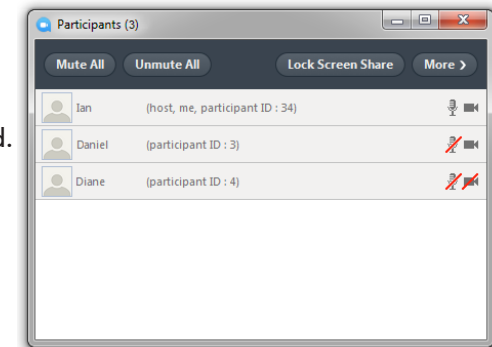 Participants (3)
Mute All Unmute All Lock Screen Share More >
Ian (host, me, participant ID : 34)
d.
Daniel (participant ID : 3)
Diane (participant ID : 4)